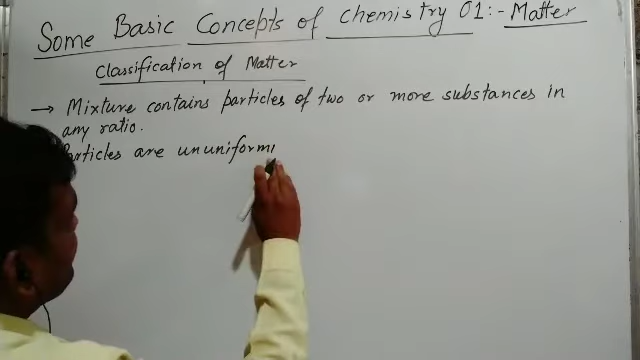 Some Basic Concepts of Chemistry 01:- Matter
Classification of Matter
→ Mixture contains particles of two or more substances in
any ratio.
Particles are ununiform